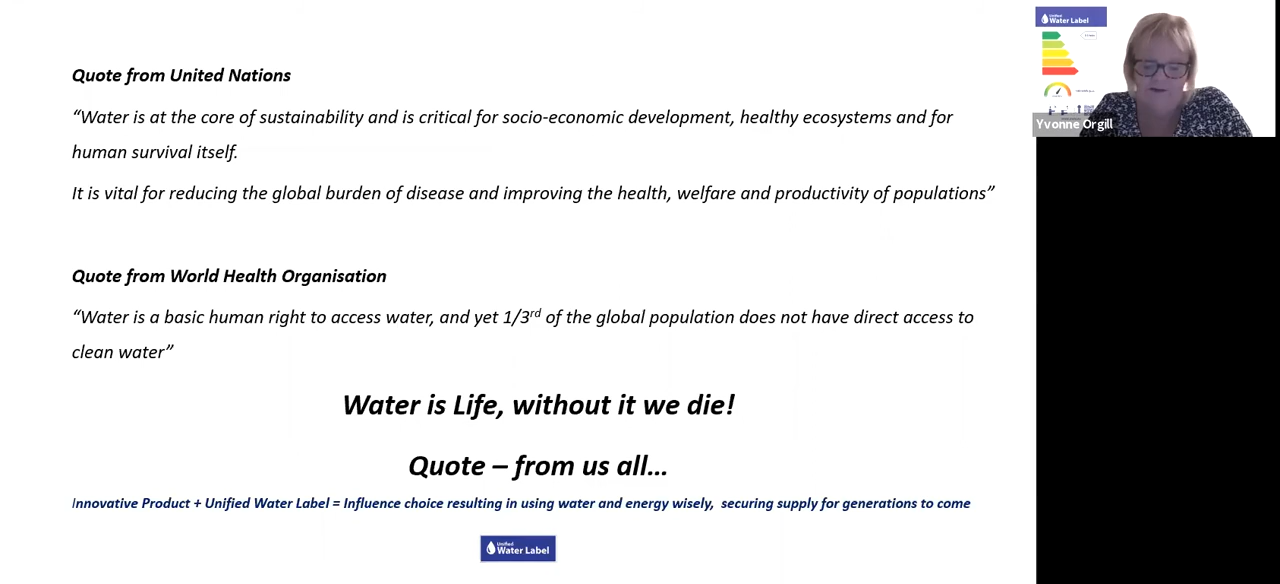 Quote from United Nations
“Water is at the core of sustainability and is critical for socio-economic development, healthy ecosystems and for
human survival itself.
It is vital for reducing the global burden of disease and improving the health, welfare and productivity of populations”
Quote from World Health Organisation
“Water is a basic human right to access water, and yet 1/3rd of the global population does not have direct access to
clean water”
Water is Life, without it we die!
Quote – from us all...
Innovative Product + Unified Water Label = Influence choice resulting in using water and energy wisely, securing supply for generations to come
Unified
Water Label
Unified
Water Label
Yvonne Orgill